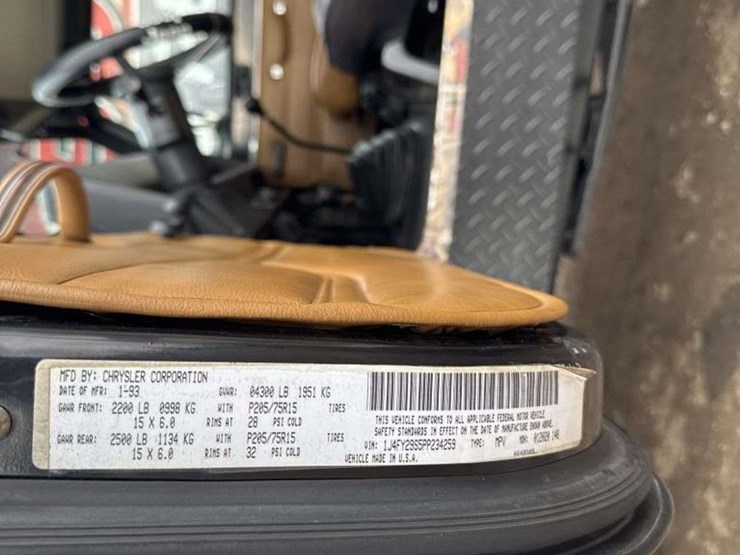 MFD BY: CHRYSLER CORPORATION
DATE OF MFR: 1-93 GVWR: 04300 LB 1951 KG
GAWR FRONT: 2200 LB 0998 KG WITH P205/75R15 TIRES
15 X 6.0 RIMS AT 28 PSI COLD
GAWR REAR: 2500 LB 1134 KG WITH P205/75R15 TIRES
15 X 6.0 RIMS AT 32 PSI COLD
THIS VEHICLE CONFORMS TO ALL APPLICABLE FEDERAL MOTOR VEHICLE
SAFETY STANDARDS IN EFFECT ON THE DATE OF MANUFACTURE SHOWN ABOVE.
VIN: 1J4FY29S5PP234259 TYPE: MPV MDH: 012020
VEHICLE MADE IN U.S.A.